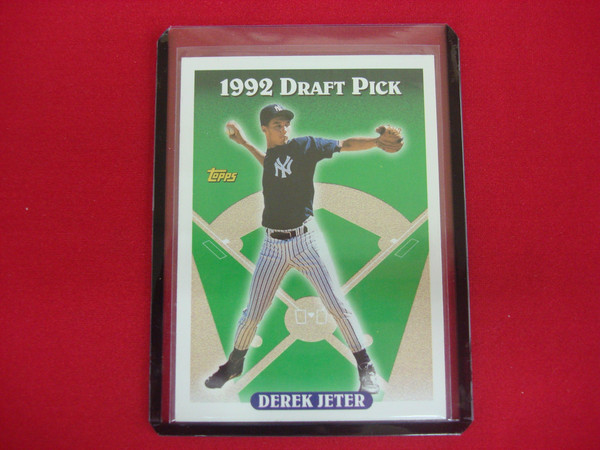 1992 DRAFT PICK
NY
Topps
DEREK JETER